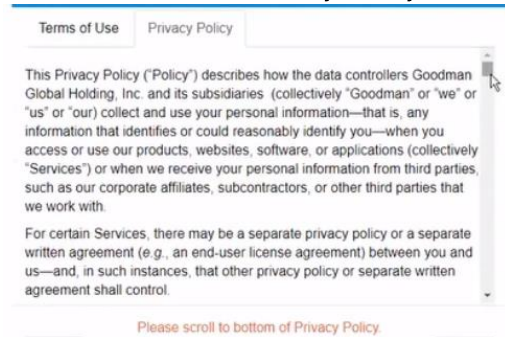 Terms of Use
Privacy Policy
This Privacy Policy (“Policy”) describes how the data controllers Goodman
Global Holding, Inc. and its subsidiaries (collectively “Goodman” or “we” or
“us” or “our) collect and use your personal information—that is, any
information that identifies or could reasonably identify you—when you
access or use our products, websites, software, or applications (collectively
“Services”) or when we receive your personal information from third parties,
such as our corporate affiliates, subcontractors, or other third parties that
we work with.
For certain Services, there may be a separate privacy policy or a separate
written agreement (e.g., an end-user license agreement) between you and
us—and, in such instances, that other privacy policy or separate written
agreement shall control.
Please scroll to bottom of Privacy Policy.